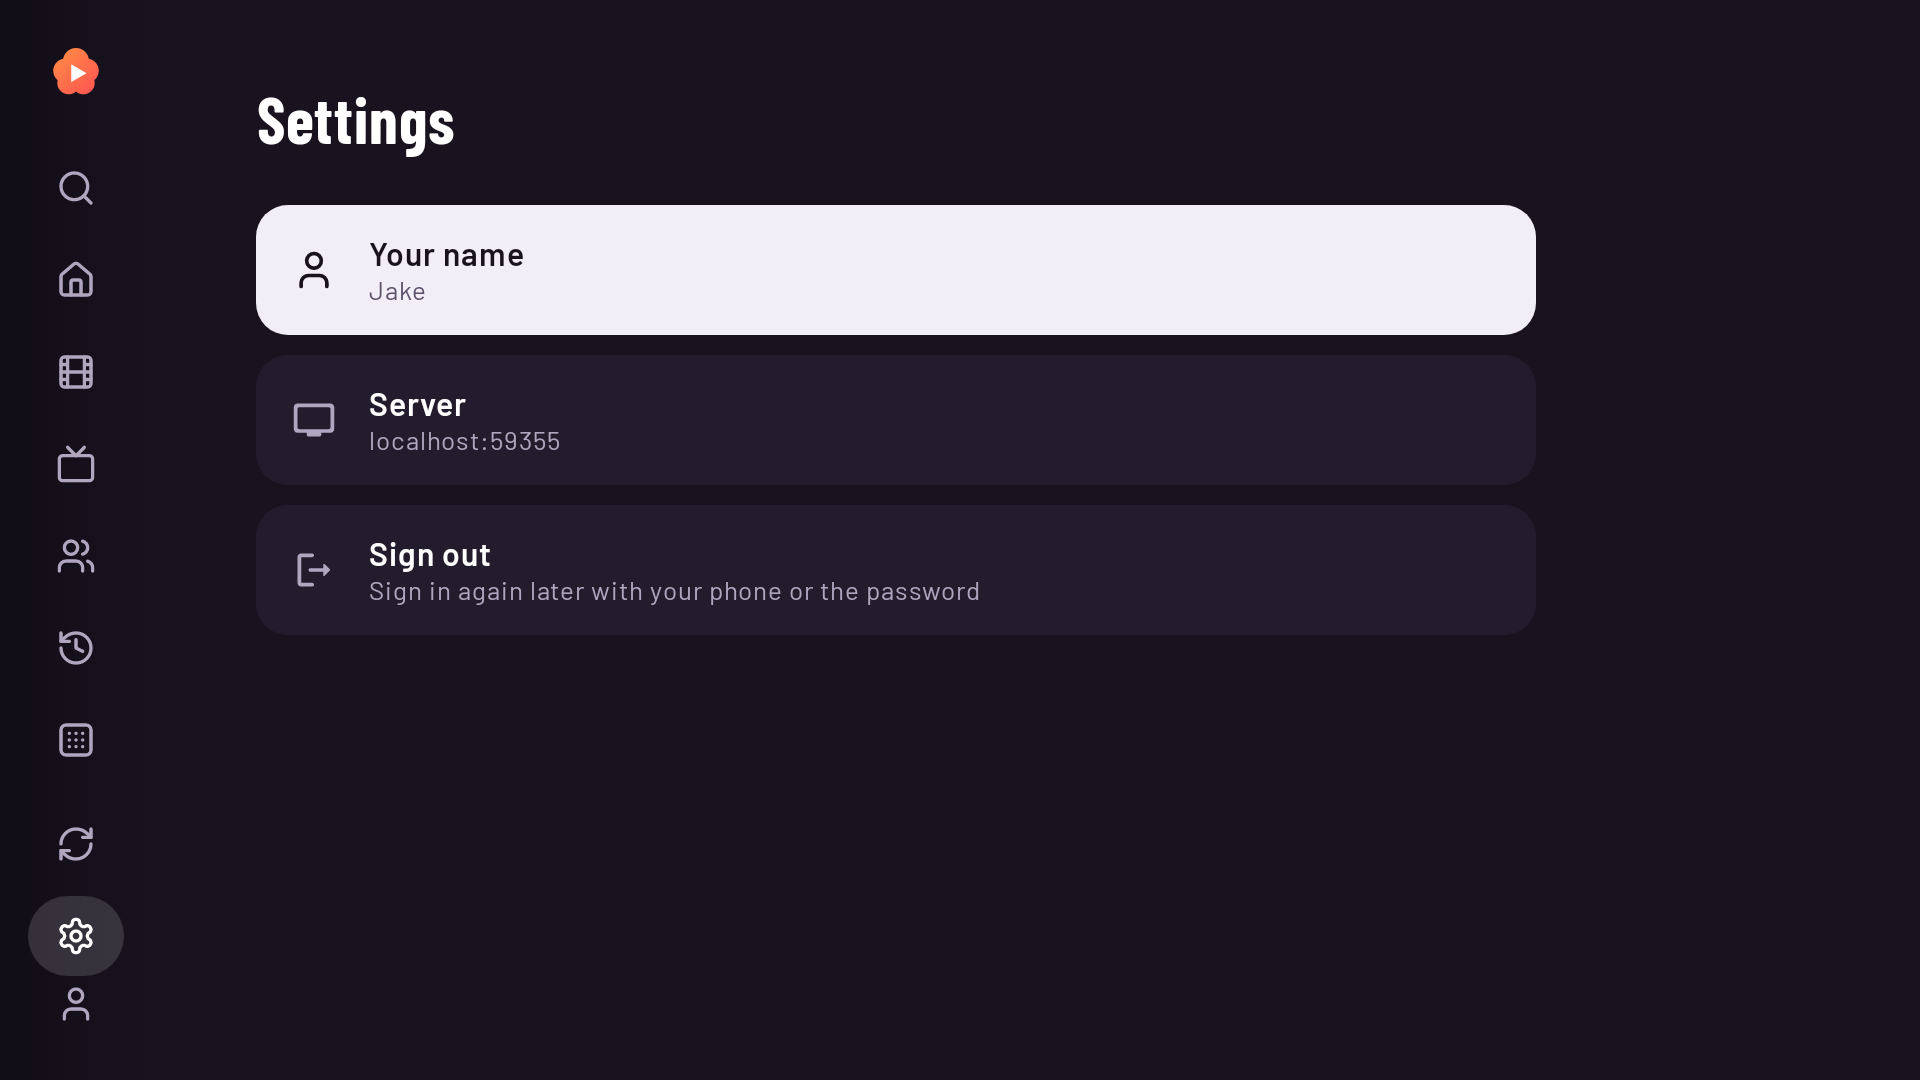 Settings
Your name
Jake
Server
localhost:59355
Sign out
Sign in again later with your phone or the password